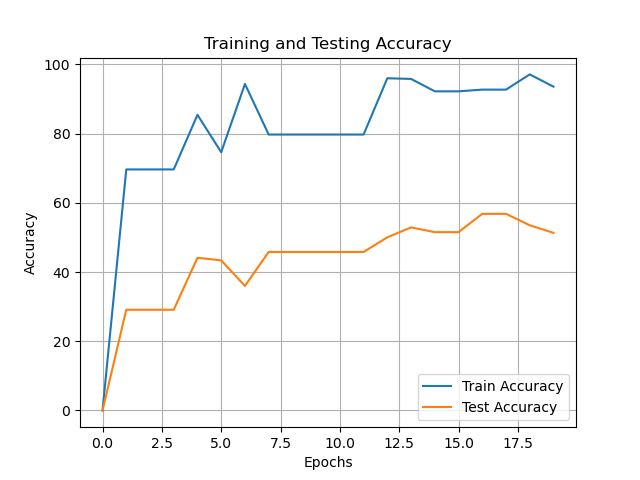 Training and Testing Accuracy
100
80
60
40
20
0
Accuracy
0.0 2.5 5.0 7.5 10.0 12.5 15.0 17.5
Epochs
Train Accuracy
Test Accuracy